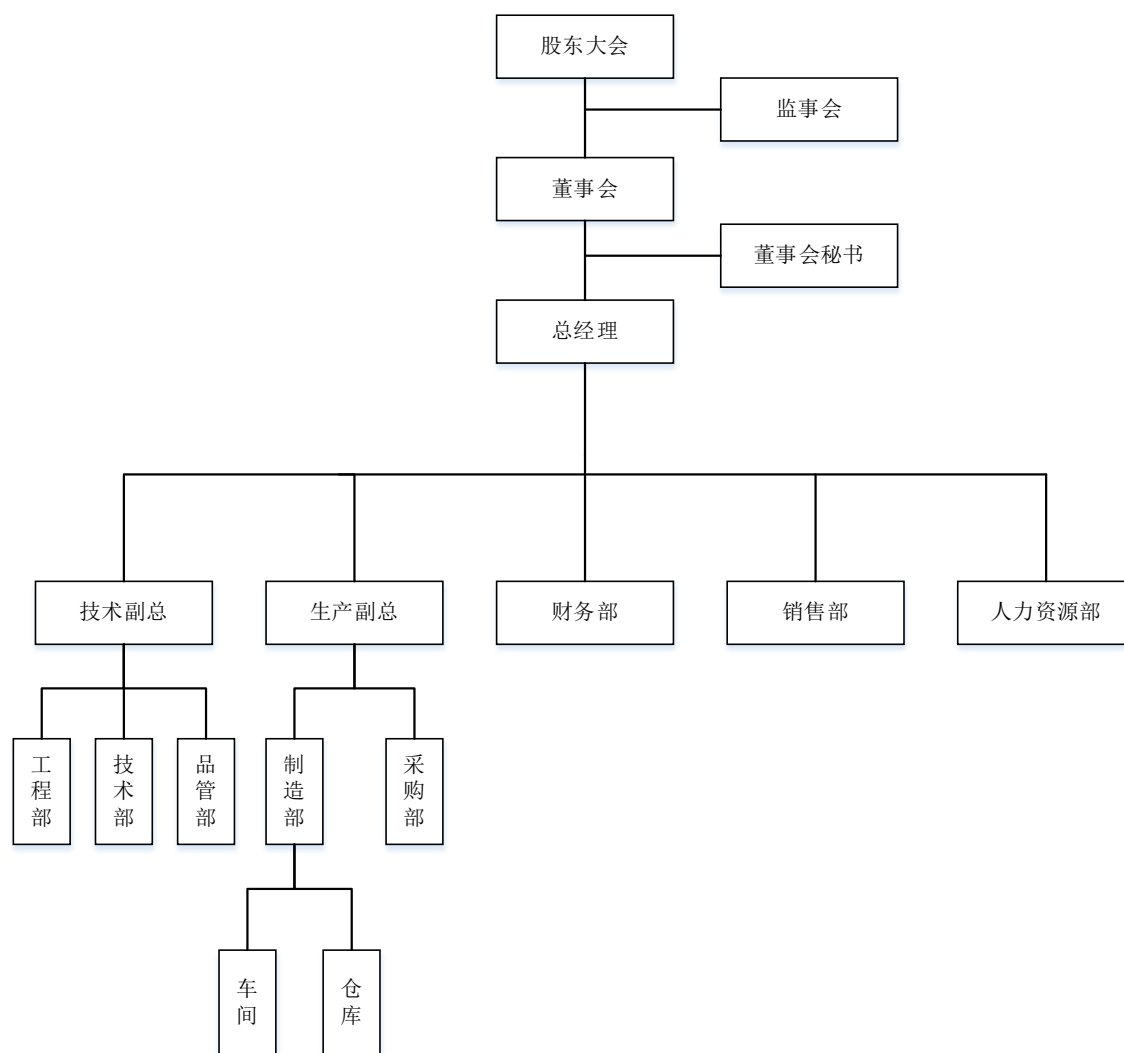 股东大会
监事会
董事会
董事会秘书
总经理
技术副总
生产副总
财务部
销售部
人力资源部
工程部
技术部
品管部
制造部
采购部
车间
仓库